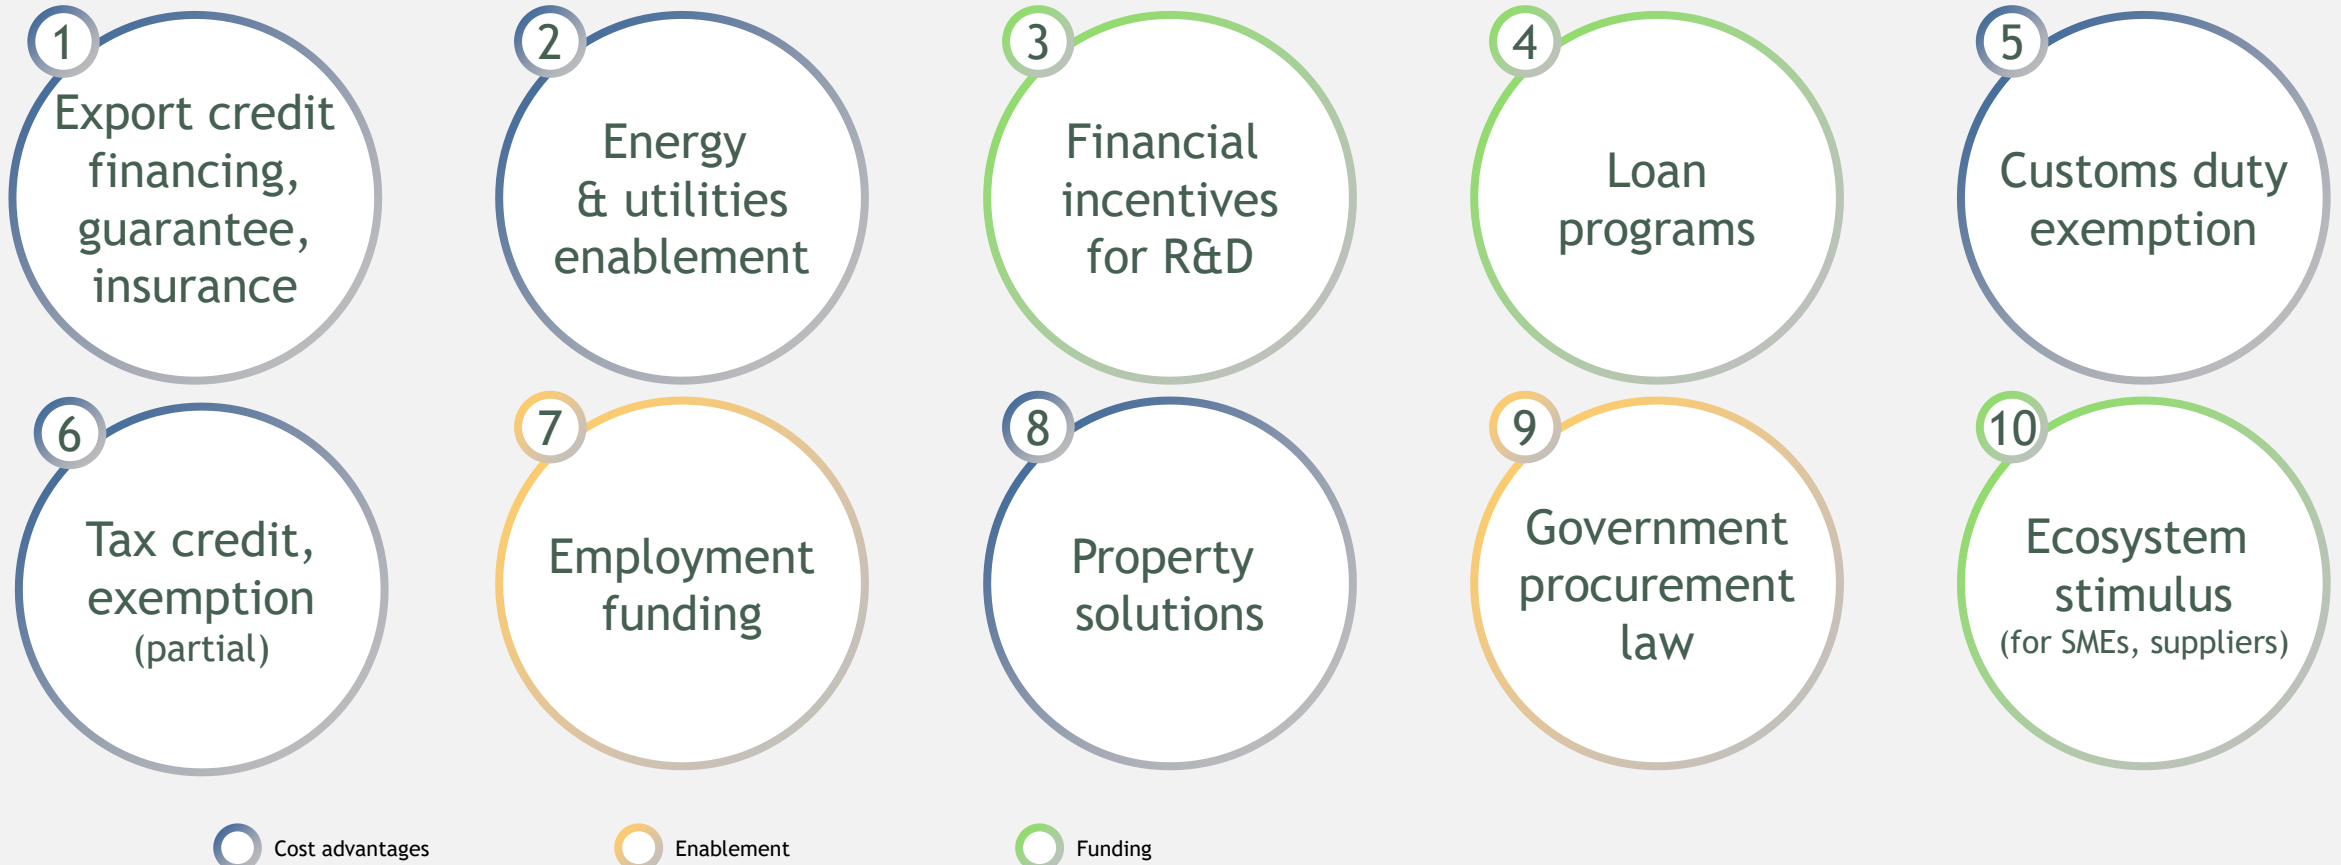 1
Export credit
financing,
guarantee,
insurance
2
Energy
& utilities
enablement
3
Financial
incentives
for R&D
4
Loan
programs
5
Customs duty
exemption
6
Tax credit,
exemption
(partial)
7
Employment
funding
8
Property
solutions
9
Government
procurement
law
10
Ecosystem
stimulus
(for SMEs, suppliers)
Cost advantages
Enablement
Funding